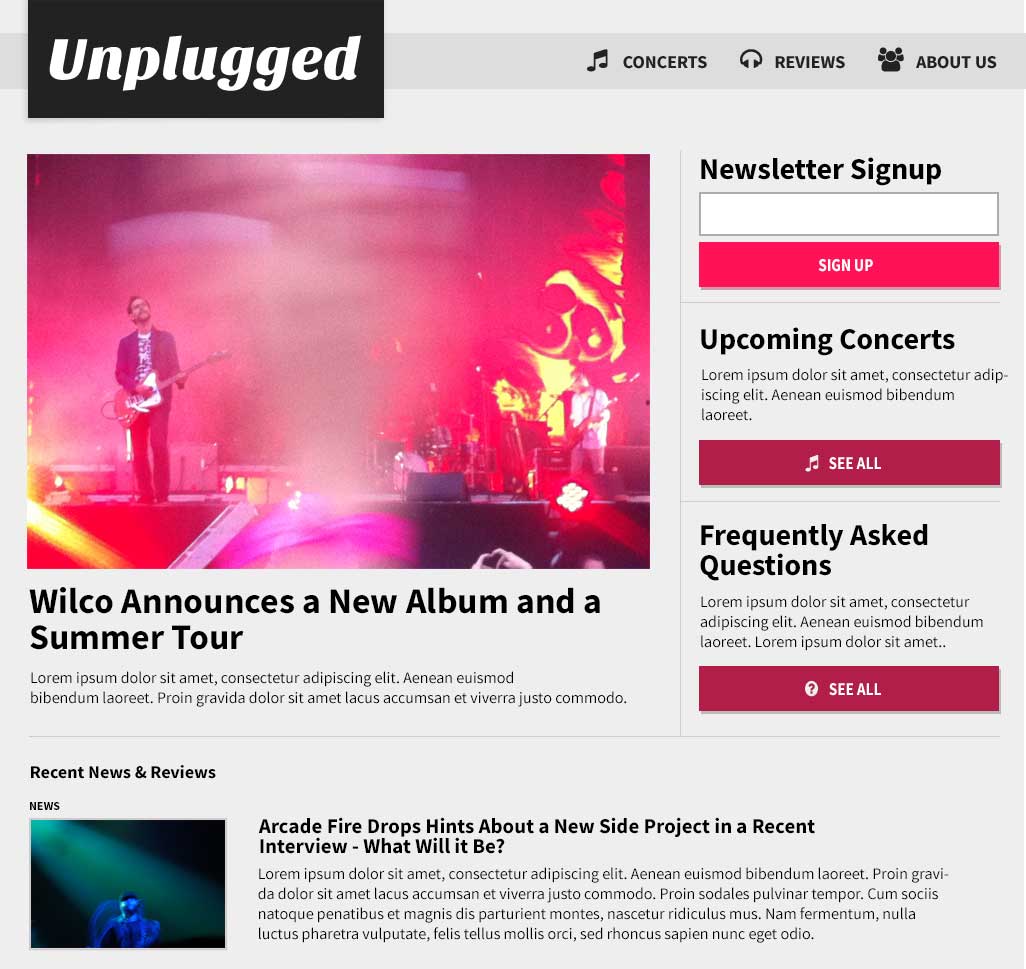 Unplugged
CONCERTS
REVIEWS
ABOUT US
Wilco Announces a New Album and a
Summer Tour
Lorem ipsum dolor sit amet, consectetur adipiscing elit. Aenean euismod
bibendum laoreet. Proin gravida dolor sit amet lacus accumsan et viverra justo commodo.
Newsletter Signup
SIGN UP
Upcoming Concerts
Lorem ipsum dolor sit amet, consectetur adip-
iscing elit. Aenean euismod bibendum
laoreet.
SEE ALL
Frequently Asked
Questions
Lorem ipsum dolor sit amet, consectetur
adipiscing elit. Aenean euismod bibendum
laoreet. Lorem ipsum dolor sit amet..
SEE ALL
Recent News & Reviews
NEWS
Arcade Fire Drops Hints About a New Side Project in a Recent
Interview - What Will it Be?
Lorem ipsum dolor sit amet, consectetur adipiscing elit. Aenean euismod bibendum laoreet. Proin gravi-
da dolor sit amet lacus accumsan et viverra justo commodo. Proin sodales pulvinar tempor. Cum sociis
natoque penatibus et magnis dis parturient montes, nascetur ridiculus mus. Nam fermentum, nulla
luctus pharetra vulputate, felis tellus mollis orci, sed rhoncus sapien nunc eget odio.